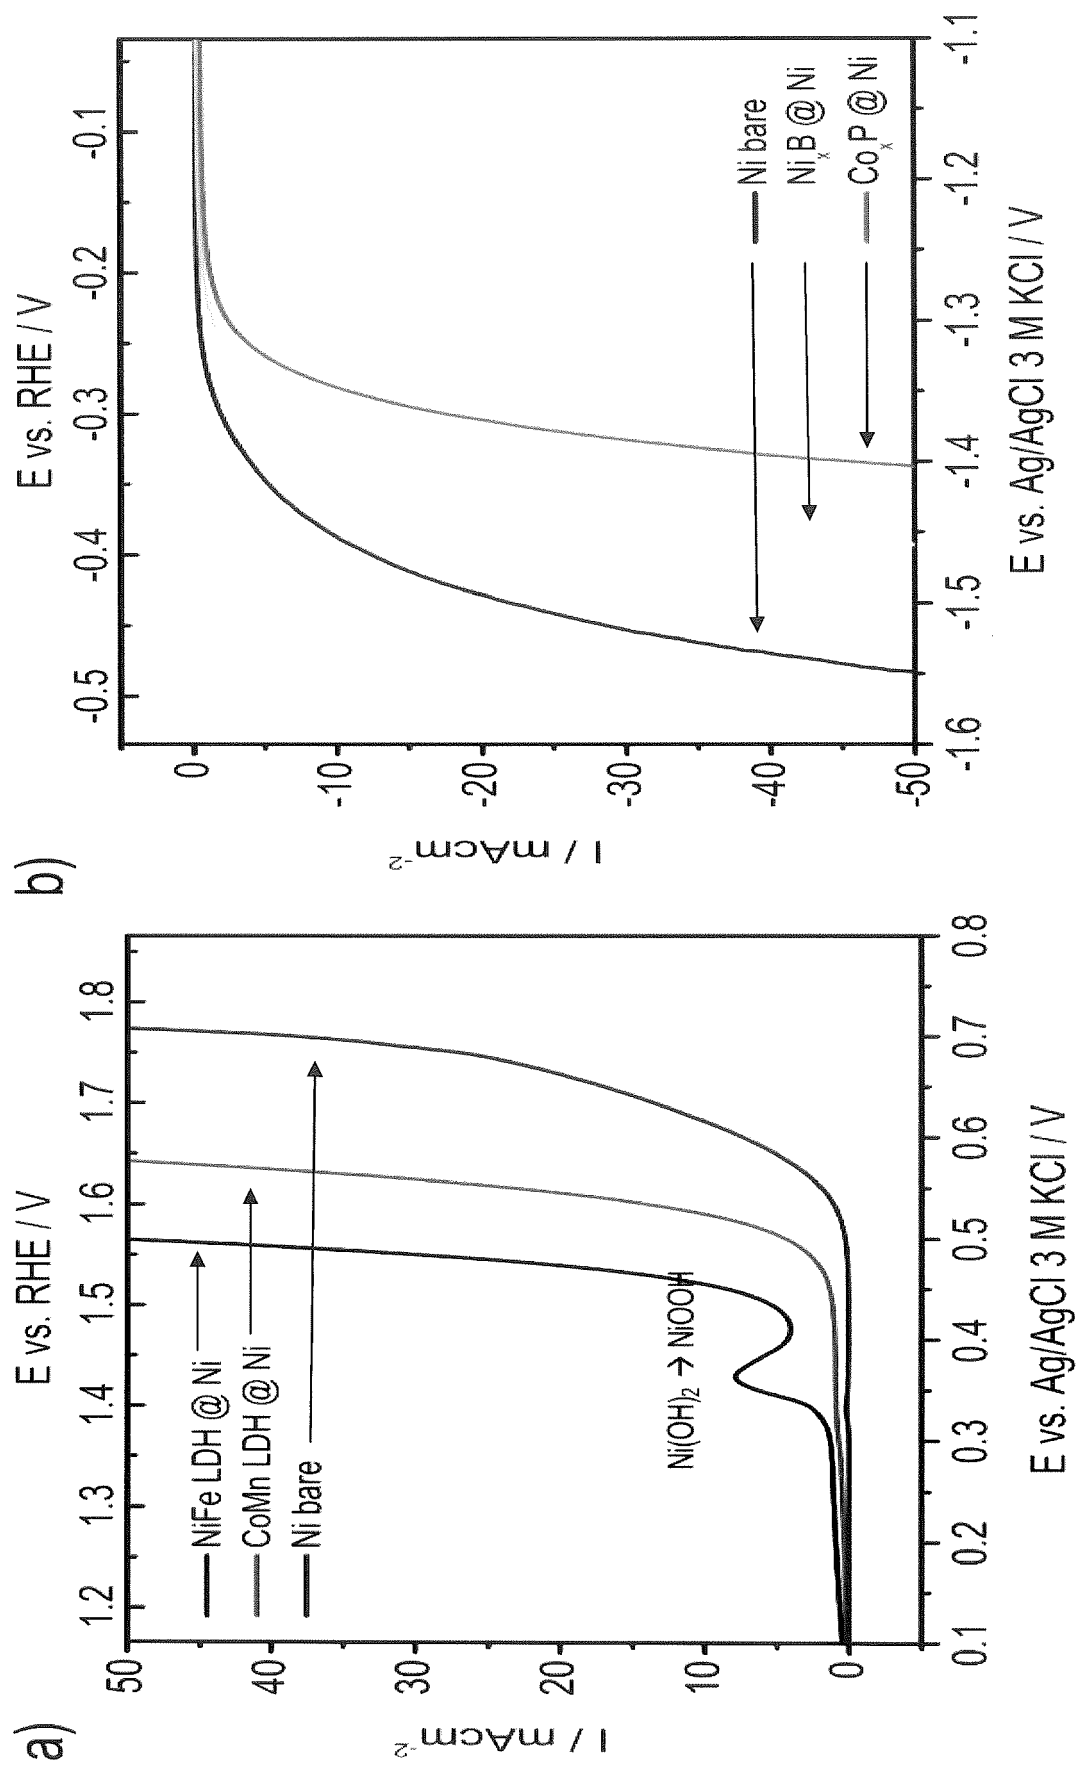 a)
E vs. RHE / V
1.2 1.3 1.4 1.5 1.6 1.7 1.8
50
40
30
20
10
0
I / mAcm-2
NiFe LDH @ Ni
CoMn LDH @ Ni
Ni bare
Ni(OH)2 → NiOOH
0.1 0.2 0.3 0.4 0.5 0.6 0.7 0.8
E vs. Ag/AgCl 3 M KCl / V
b)
E vs. RHE / V
-0.5 -0.4 -0.3 -0.2 -0.1
0
-10
-20
-30
-40
-50
I / mAcm-2
Ni bare
NixB @ Ni
CoxP @ Ni
-1.6 -1.5 -1.4 -1.3 -1.2 -1.1
E vs. Ag/AgCl 3 M KCl / V